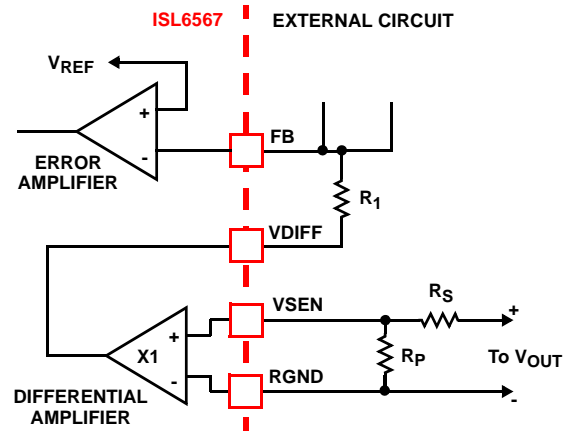 ISL6567 EXTERNAL CIRCUIT
VREF
+
-
FB
ERROR
AMPLIFIER
R1
VDIFF
VSEN
RS
+
+
X1
RP
To VOUT
-
RGND
-
DIFFERENTIAL
AMPLIFIER